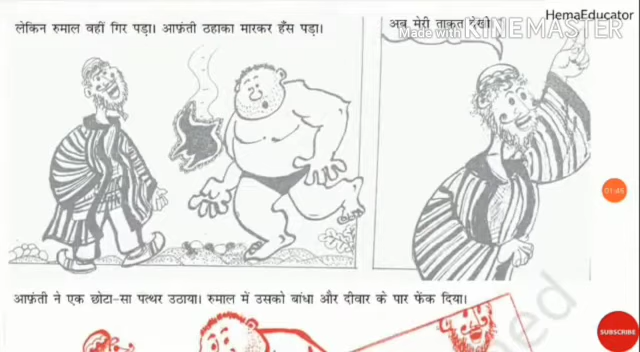 HemaEducator
लेकिन रुमाल वहीं गिर पड़ा। आफ़ंती ठहाका मारकर हँस पड़ा।
अब मेरी ताकत देखो
Made with KINEMASTER
01:45
आफ़ंती ने एक छोटा-सा पत्थर उठाया। रुमाल में उसको बांधा और दीवार के पार फेंक दिया।
SUBSCRIBE